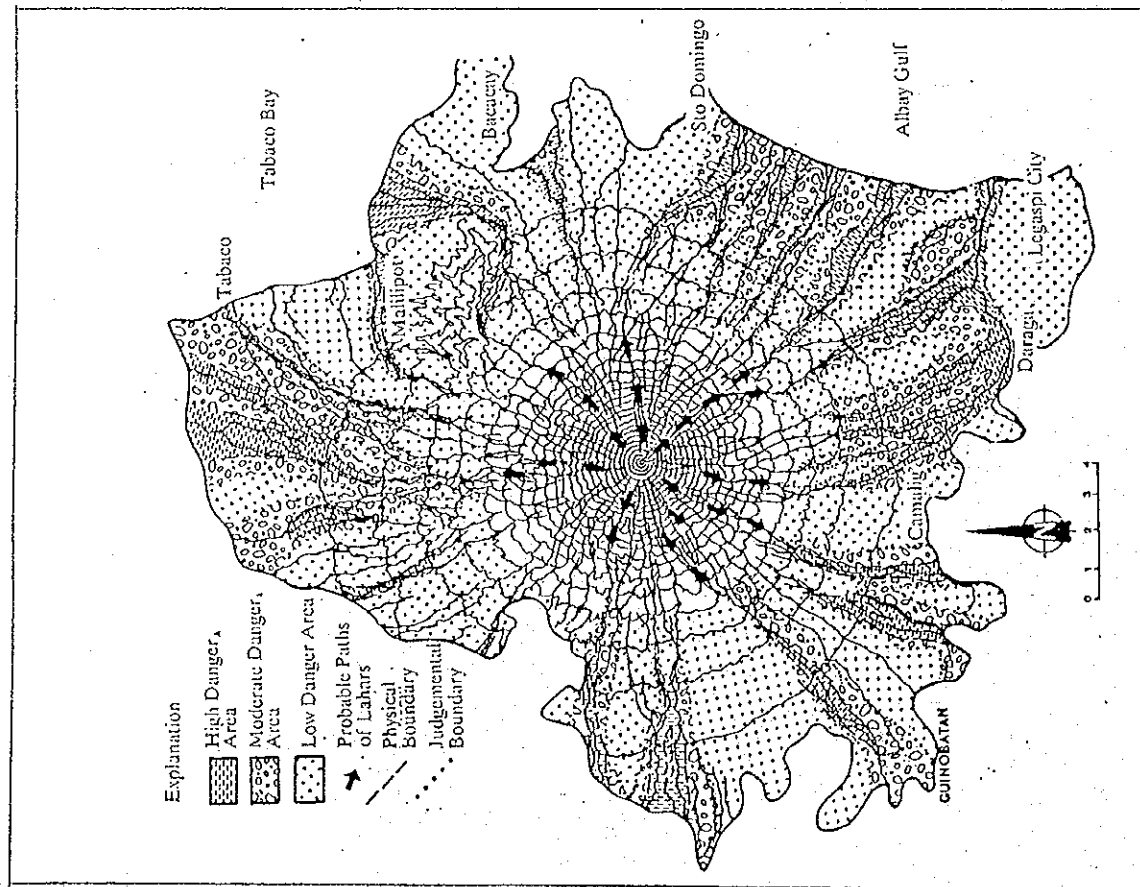 Explanation
High Danger
Area
Moderate Danger
Area
Low Danger Area
Probable Paths
of Lahars
Physical
Boundary
Judgemental
Boundary
Tabaco Bay
Tabaco
Malilipot
Bacacay
Sto Domingo
Albay Gulf
Legaspi City
Daraga
Camalig
GUINOBATAN
0 1 2 3 4